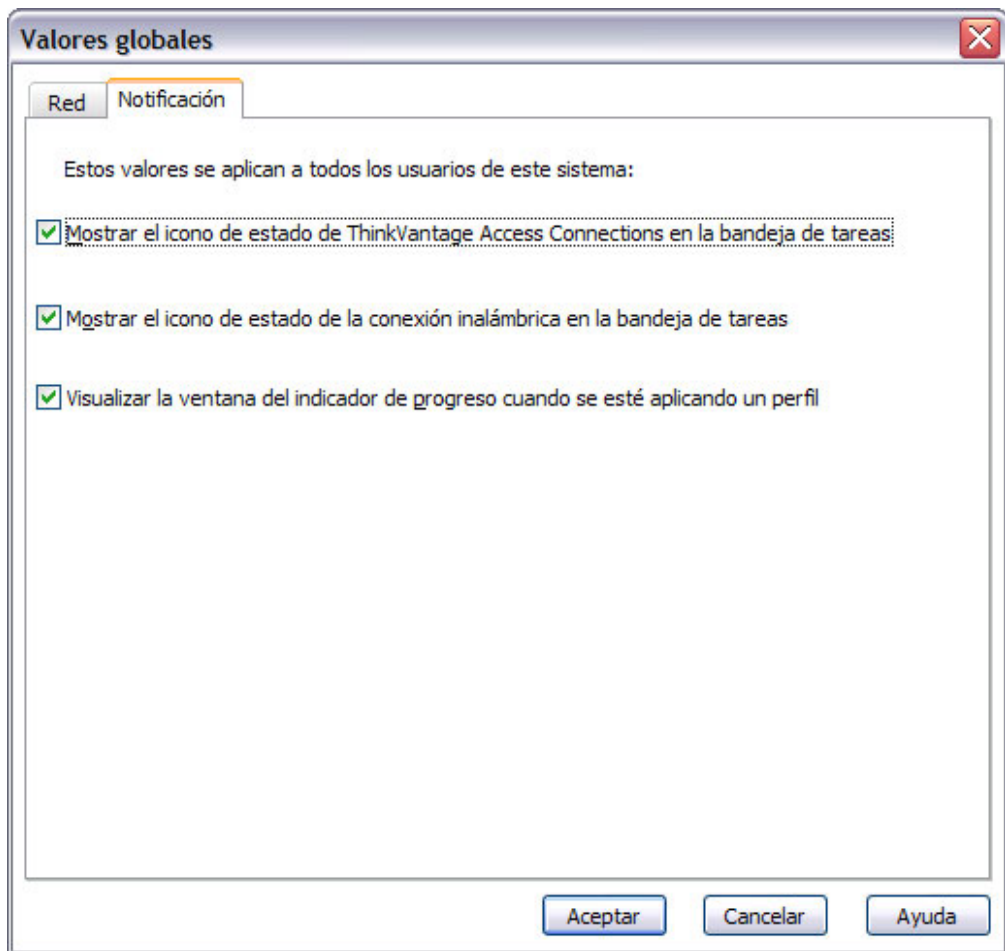 Valores globales
Red
Notificación
Estos valores se aplican a todos los usuarios de este sistema:
Mostrar el icono de estado de ThinkVantage Access Connections en la bandeja de tareas
Mostrar el icono de estado de la conexión inalámbrica en la bandeja de tareas
Visualizar la ventana del indicador de progreso cuando se esté aplicando un perfil
Aceptar
Cancelar
Ayuda